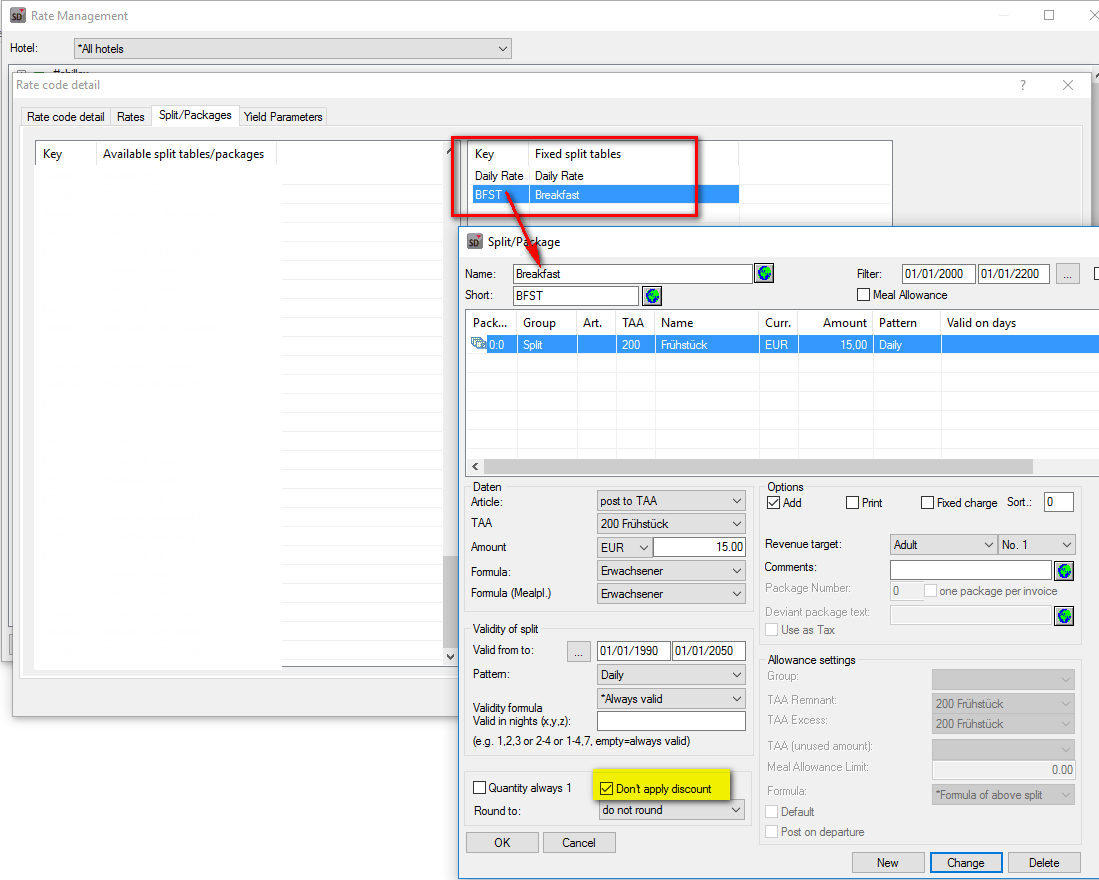 SD Rate Management
Hotel: *All hotels
Rate code detail ?
Rate code detail Rates Split/Packages Yield Parameters
Key Available split tables/packages
Key Fixed split tables
Daily Rate Daily Rate
BFST Breakfast
SD Split/Package
Name: Breakfast Filter: 01/01/2000 01/01/2200 ...
Short: BFST Meal Allowance
Pack... Group Art. TAA Name Curr. Amount Pattern Valid on days
0:0 Split 200 Frühstück EUR 15,00 Daily
Daten
Article: post to TAA
TAA 200 Frühstück
Amount EUR 15.00
Formula: Erwachsener
Formula (Mealpl.) Erwachsener
Options
Add Print Fixed charge Sort.: 0
Revenue target: Adult No. 1
Comments:
Package Number: 0 one package per invoice
Deviant package text:
Use as Tax
Validity of split
Valid from to: ... 01/01/1990 01/01/2050
Pattern: Daily
Validity formula *Always valid
Valid in nights (x,y,z):
(e.g. 1,2,3 or 2-4 or 1-4,7, empty=always valid)
Allowance settings
Group:
TAA Remnant: 200 Frühstück
TAA Excess: 200 Frühstück
TAA (unused amount):
Meal Allowance Limit: 0.00
Formula: *Formula of above split
Default
Post on departure
Quantity always 1 Don't apply discount
Round to: do not round
OK Cancel
New Change Delete